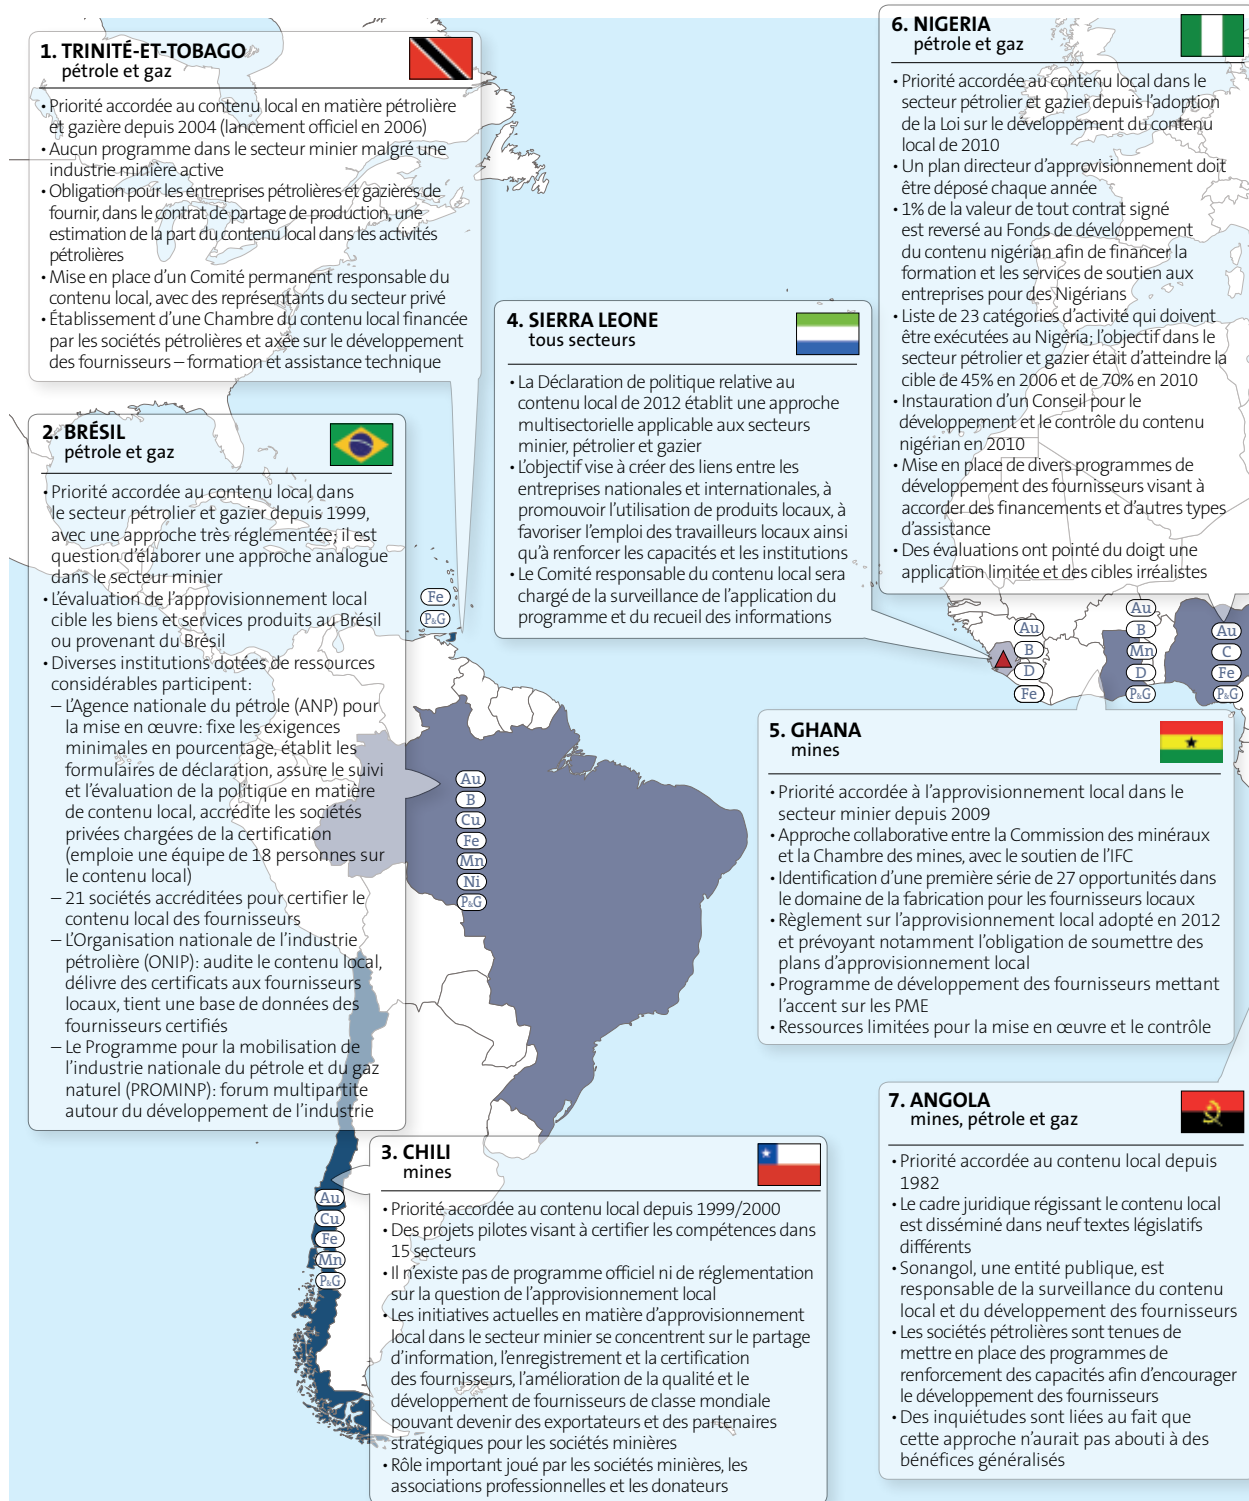 1. TRINITÉ-ET-TOBAGO
pétrole et gaz
• Priorité accordée au contenu local en matière pétrolière
et gazière depuis 2004 (lancement officiel en 2006)
• Aucun programme dans le secteur minier malgré une
industrie minière active
• Obligation pour les entreprises pétrolières et gazières de
fournir, dans le contrat de partage de production, une
estimation de la part du contenu local dans les activités
pétrolières
• Mise en place d'un Comité permanent responsable du
contenu local, avec des représentants du secteur privé
• Établissement d'une Chambre du contenu local financée
par les sociétés pétrolières et axée sur le développement
des fournisseurs – formation et assistance technique
2. BRÉSIL
pétrole et gaz
• Priorité accordée au contenu local dans
le secteur pétrolier et gazier depuis 1999,
avec une approche très réglementée; il est
question d'élaborer une approche analogue
dans le secteur minier
• L'évaluation de l'approvisionnement local
cible les biens et services produits au Brésil
ou provenant du Brésil
• Diverses institutions dotées de ressources
considérables participent:
– L'Agence nationale du pétrole (ANP) pour
la mise en œuvre: fixe les exigences
minimales en pourcentage, établit les
formulaires de déclaration, assure le suivi
et l'évaluation de la politique en matière
de contenu local, accrédite les sociétés
privées chargées de la certification
(emploie une équipe de 18 personnes sur
le contenu local)
– 21 sociétés accréditées pour certifier le
contenu local des fournisseurs
– L'Organisation nationale de l'industrie
pétrolière (ONIP): audite le contenu local,
délivre des certificats aux fournisseurs
locaux, tient une base de données des
fournisseurs certifiés
– Le Programme pour la mobilisation de
l'industrie nationale du pétrole et du gaz
naturel (PROMINP): forum multipartite
autour du développement de l'industrie
Fe
P&G
Au
B
Cu
Fe
Mn
Ni
P&G
3. CHILI
mines
• Priorité accordée au contenu local depuis 1999/2000
• Des projets pilotes visant à certifier les compétences dans
15 secteurs
• Il n'existe pas de programme officiel ni de réglementation
sur la question de l'approvisionnement local
• Les initiatives actuelles en matière d'approvisionnement
local dans le secteur minier se concentrent sur le partage
d'information, l'enregistrement et la certification
des fournisseurs, l'amélioration de la qualité et le
développement de fournisseurs de classe mondiale
pouvant devenir des exportateurs et des partenaires
stratégiques pour les sociétés minières
• Rôle important joué par les sociétés minières, les
associations professionnelles et les donateurs
Au
Cu
Fe
Mn
P&G
4. SIERRA LEONE
tous secteurs
• La Déclaration de politique relative au
contenu local de 2012 établit une approche
multisectorielle applicable aux secteurs
minier, pétrolier et gazier
• L'objectif vise à créer des liens entre les
entreprises nationales et internationales, à
promouvoir l'utilisation de produits locaux, à
favoriser l'emploi des travailleurs locaux ainsi
qu'à renforcer les capacités et les institutions
• Le Comité responsable du contenu local sera
chargé de la surveillance de l'application du
programme et du recueil des informations
Au
B
D
Fe
Au
B
Mn
D
P&G
Au
C
Fe
P&G
5. GHANA
mines
• Priorité accordée à l'approvisionnement local dans le
secteur minier depuis 2009
• Approche collaborative entre la Commission des minéraux
et la Chambre des mines, avec le soutien de l'IFC
• Identification d'une première série de 27 opportunités dans
le domaine de la fabrication pour les fournisseurs locaux
• Règlement sur l'approvisionnement local adopté en 2012
et prévoyant notamment l'obligation de soumettre des
plans d'approvisionnement local
• Programme de développement des fournisseurs mettant
l'accent sur les PME
• Ressources limitées pour la mise en œuvre et le contrôle
6. NIGERIA
pétrole et gaz
• Priorité accordée au contenu local dans le
secteur pétrolier et gazier depuis l'adoption
de la Loi sur le développement du contenu
local de 2010
• Un plan directeur d'approvisionnement doit
être déposé chaque année
• 1% de la valeur de tout contrat signé
est reversé au Fonds de développement
du contenu nigérian afin de financer la
formation et les services de soutien aux
entreprises pour des Nigérians
• Liste de 23 catégories d'activité qui doivent
être exécutées au Nigéria; l'objectif dans le
secteur pétrolier et gazier était d'atteindre la
cible de 45% en 2006 et de 70% en 2010
• Instauration d'un Conseil pour le
développement et le contrôle du contenu
nigérian en 2010
• Mise en place de divers programmes de
développement des fournisseurs visant à
accorder des financements et d'autres types
d'assistance
• Des évaluations ont pointé du doigt une
application limitée et des cibles irréalistes
7. ANGOLA
mines, pétrole et gaz
• Priorité accordée au contenu local depuis
1982
• Le cadre juridique régissant le contenu local
est disséminé dans neuf textes législatifs
différents
• Sonangol, une entité publique, est
responsable de la surveillance du contenu
local et du développement des fournisseurs
• Les sociétés pétrolières sont tenues de
mettre en place des programmes de
renforcement des capacités afin d'encourager
le développement des fournisseurs
• Des inquiétudes sont liées au fait que
cette approche n'aurait pas abouti à des
bénéfices généralisés